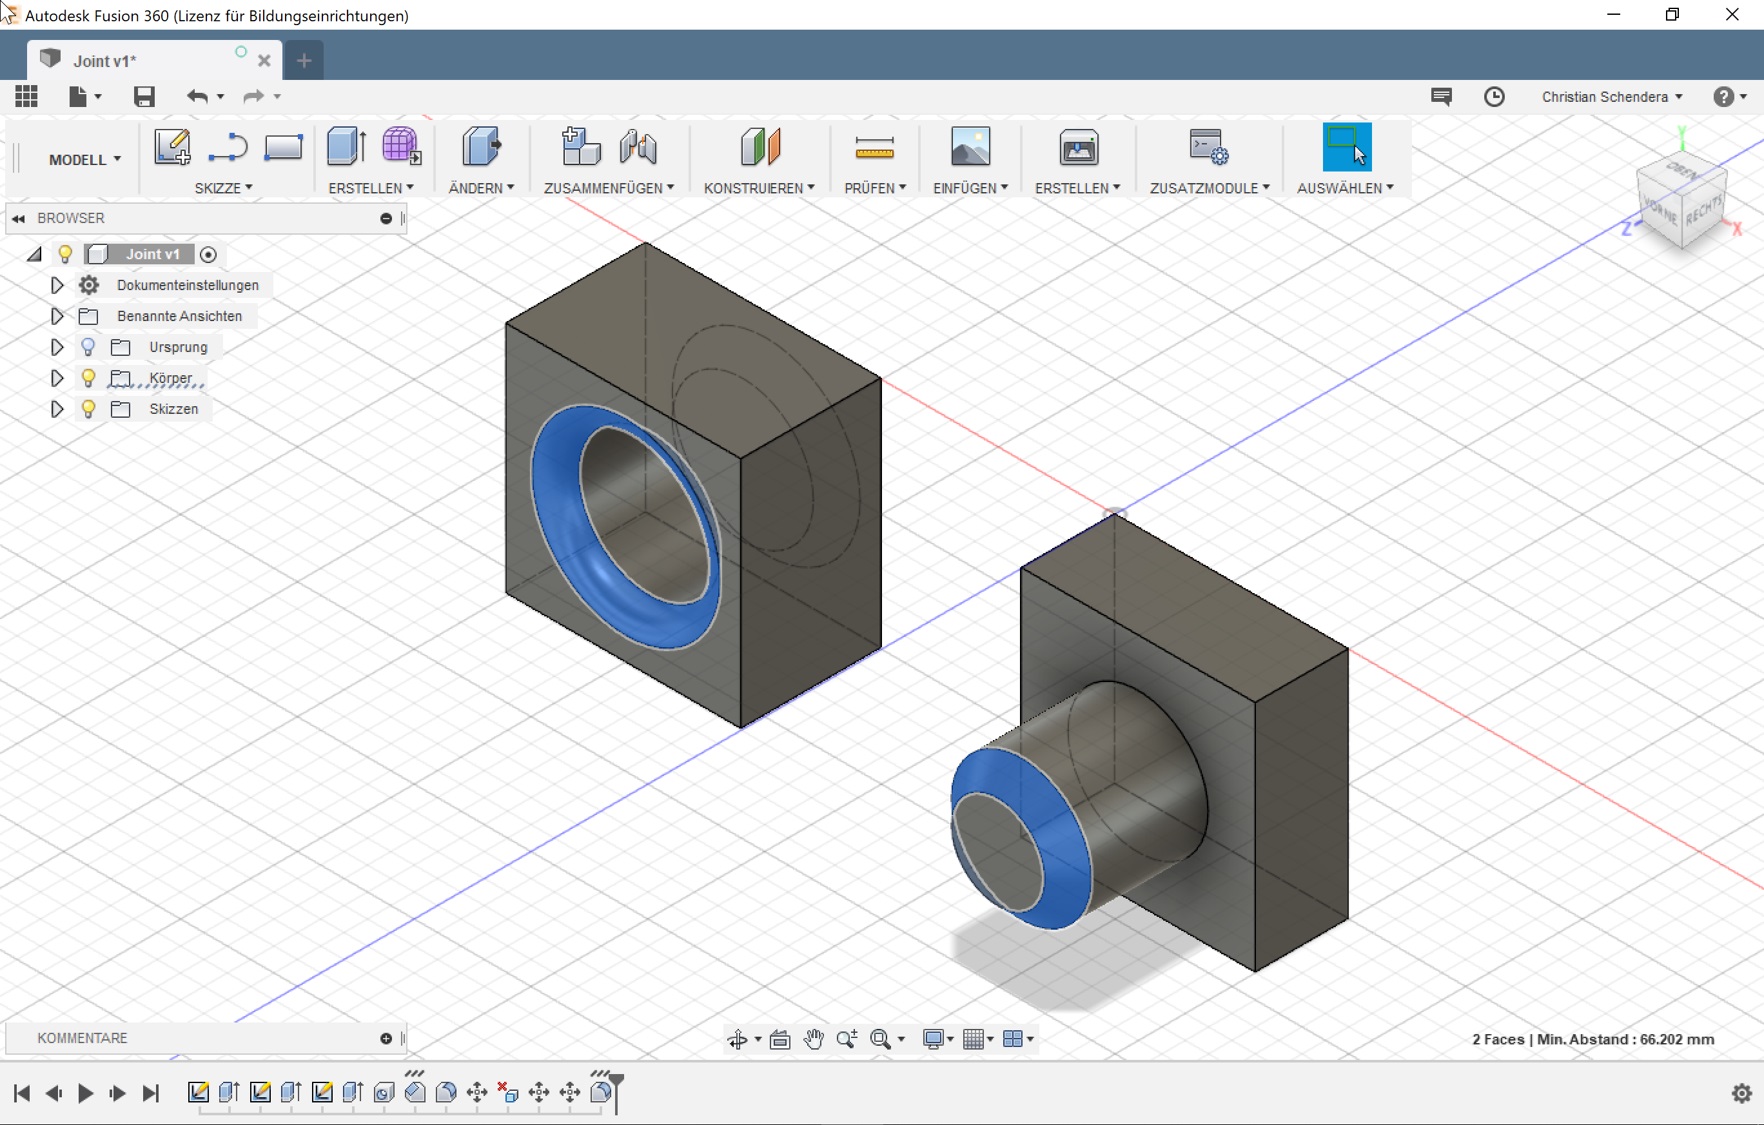 Autodesk Fusion 360 (Lizenz für Bildungseinrichtungen)
Joint v1*
Christian Schendera
MODELL
SKIZZE
ERSTELLEN
ÄNDERN
ZUSAMMENFÜGEN
KONSTRUIEREN
PRÜFEN
EINFÜGEN
ERSTELLEN
ZUSATZMODULE
AUSWÄHLEN
OBEN
VORNE
RECHTS
Y
Z
X
BROWSER
Joint v1
Dokumenteinstellungen
Benannte Ansichten
Ursprung
Körper
Skizzen
KOMMENTARE
2 Faces | Min. Abstand : 66.202 mm